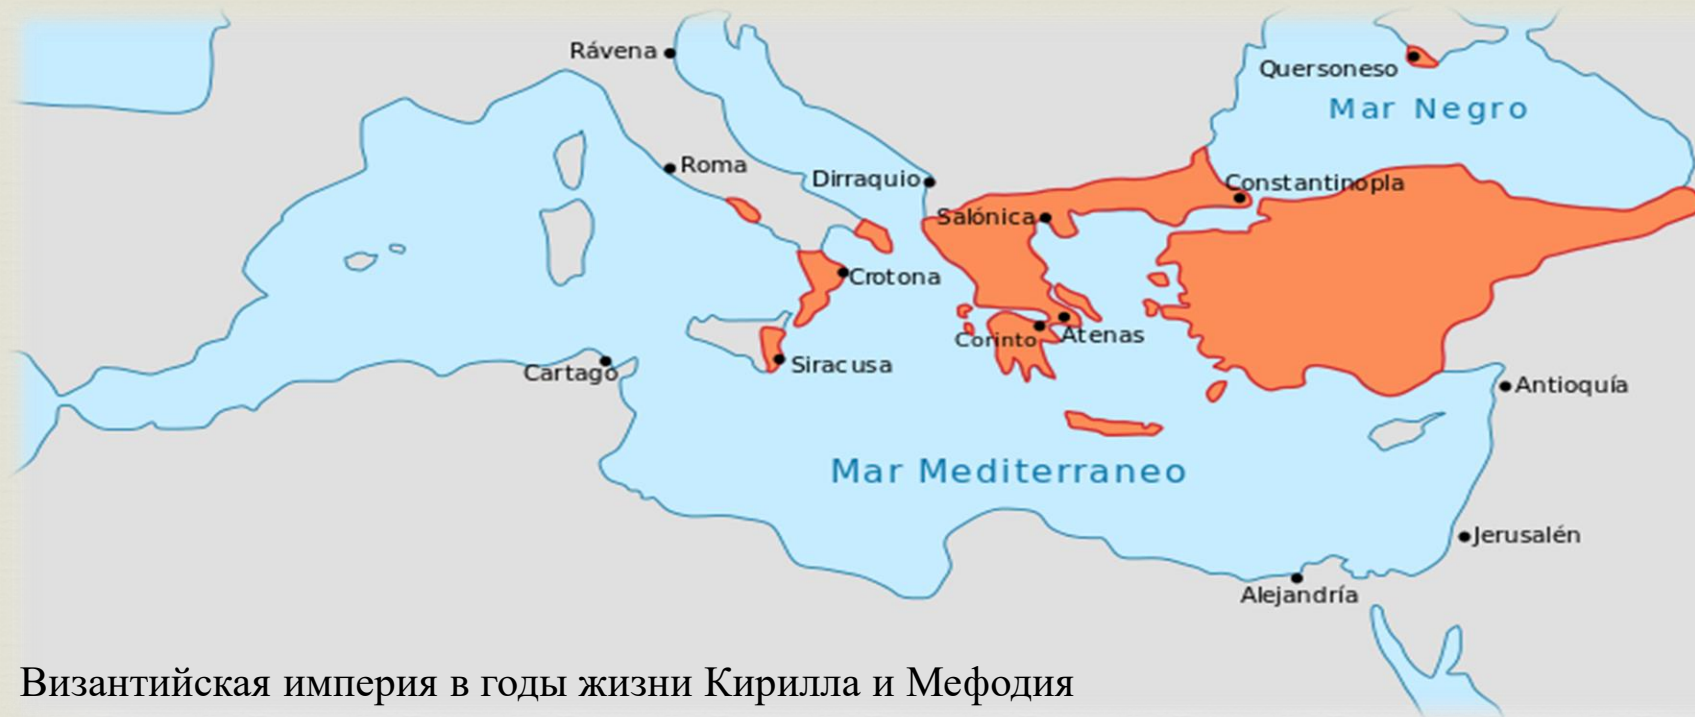 Rávena
Quersoneso
Mar Negro
Roma
Dirraquio
Constantinopla
Salónica
Crotona
Corinto
Atenas
Siracusa
Cartago
Antioquía
Mar Mediterraneo
Jerusalén
Alejandría
Византийская империя в годы жизни Кирилла и Мефодия